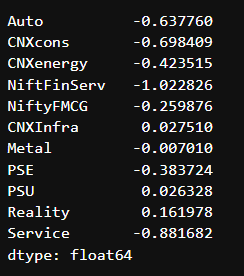 Auto -0.637760
CNXcons -0.698409
CNXenergy -0.423515
NiftFinServ -1.022826
NiftyFMCG -0.259876
CNXInfra 0.027510
Metal -0.007010
PSE -0.383724
PSU 0.026328
Reality 0.161978
Service -0.881682
dtype: float64